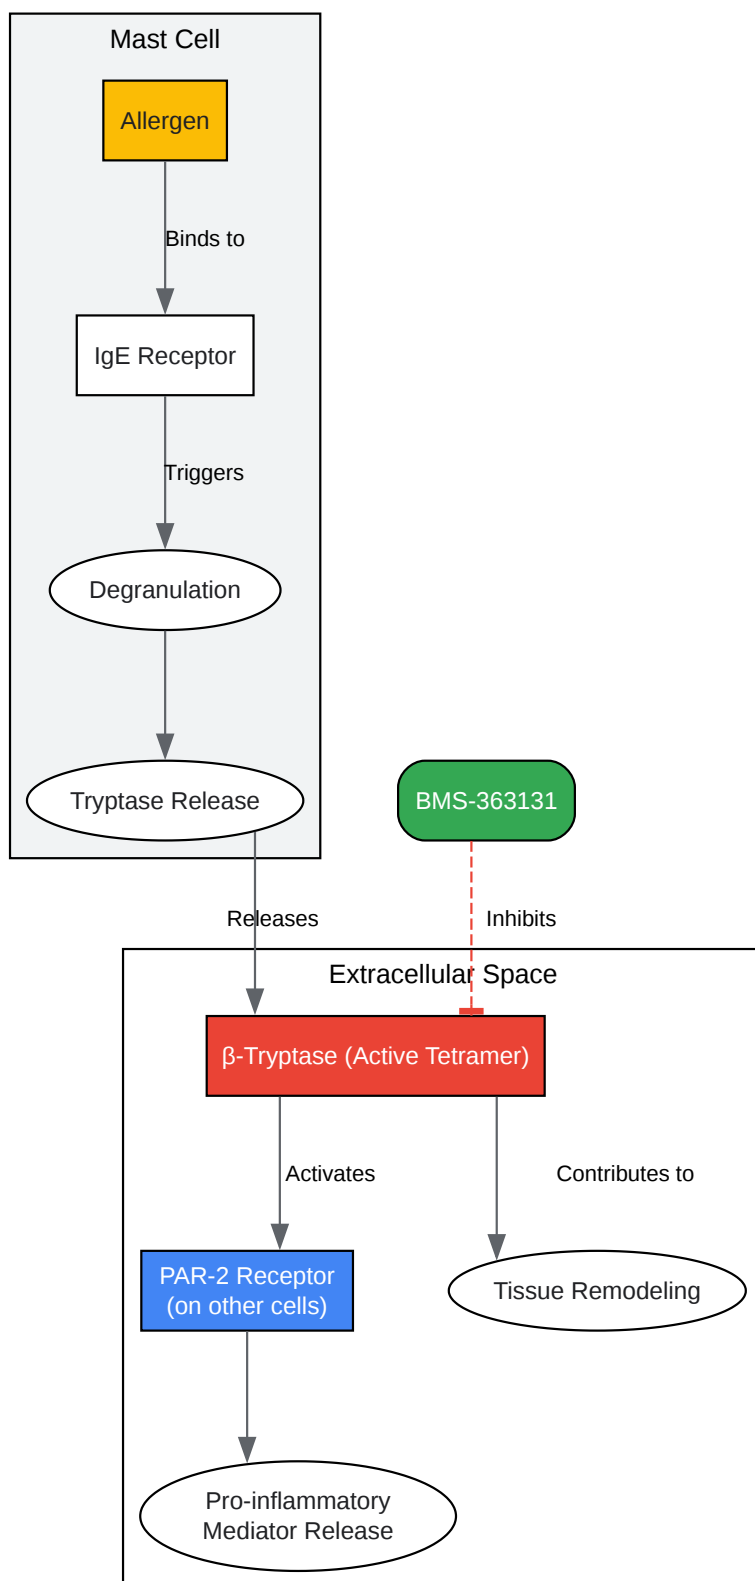 Mast Cell
Allergen
Binds to
IgE Receptor
Triggers
Degranulation
Tryptase Release
BMS-363131
Releases
Inhibits
Extracellular Space
β-Tryptase (Active Tetramer)
Activates
Contributes to
PAR-2 Receptor
(on other cells)
Tissue Remodeling
Pro-inflammatory
Mediator Release